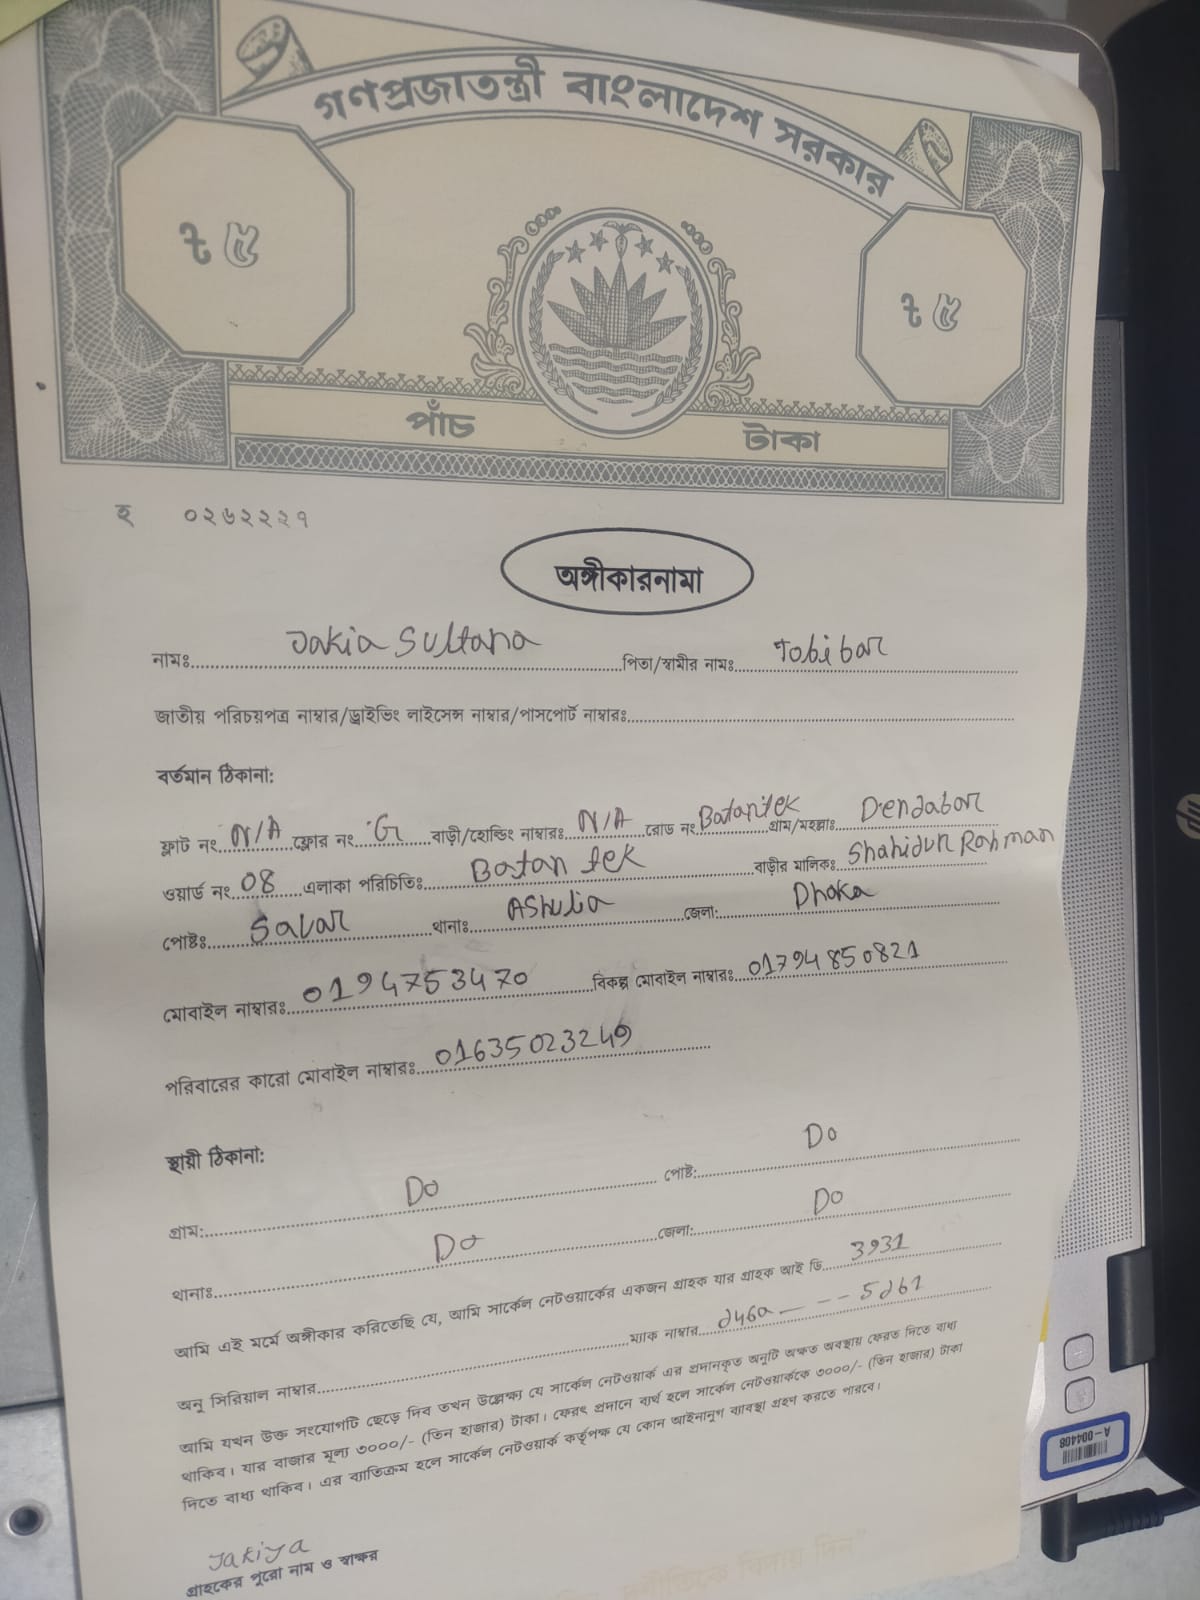 গণপ্রজাতন্ত্রী বাংলাদেশ সরকার
ট ৫ ট ৫
পাঁচ টাকা
হ ০২৬২২২৭
অঙ্গীকারনামা
নামঃ Jakia Sultana পিতা/স্বামীর নামঃ Tobibar
জাতীয় পরিচয়পত্র নাম্বার/ড্রাইভিং লাইসেন্স নাম্বার/পাসপোর্ট নাম্বারঃ
বর্তমান ঠিকানা:
ফ্লাট নং N/A ফ্লোর নং G বাড়ী/হোল্ডিং নাম্বারঃ N/A রোড নং Batantek গ্রাম/মহল্লাঃ Dendabar
ওয়ার্ড নং 08 এলাকা পরিচিতিঃ Batan tek বাড়ীর মালিকঃ Shahidur Rahman
পোষ্টঃ Savar থানাঃ Ashulia জেলা: Dhaka
মোবাইল নাম্বারঃ 0194753470 বিকল্প মোবাইল নাম্বারঃ 01794850821
পরিবারের কারো মোবাইল নাম্বারঃ 01635023249
স্থায়ী ঠিকানা:
গ্রাম: Do পোষ্ট: Do
থানাঃ Do জেলা: Do
আমি এই মর্মে অঙ্গীকার করিতেছি যে, আমি সার্কেল নেটওয়ার্কের একজন গ্রাহক যার গ্রাহক আই ডি 3931
অনু সিরিয়াল নাম্বার ম্যাক নাম্বার d46a - - - 5d61
আমি যখন উক্ত সংযোগটি ছেড়ে দিব তখন উল্লেক্ষ্য যে সার্কেল নেটওয়ার্ক এর প্রদানকৃত অনুটি অক্ষত অবস্থায় ফেরত দিতে বাধ্য
থাকিব। যার বাজার মূল্য ৩০০০/- (তিন হাজার) টাকা। ফেরৎ প্রদানে ব্যর্থ হলে সার্কেল নেটওয়ার্ককে ৩০০০/- (তিন হাজার) টাকা
দিতে বাধ্য থাকিব। এর ব্যাতিক্রম হলে সার্কেল নেটওয়ার্ক কর্তৃপক্ষ যে কোন আইনানুগ ব্যাবস্থা গ্রহণ করতে পারবে।
Jakiya
গ্রাহকের পুরো নাম ও স্বাক্ষর
A-004408